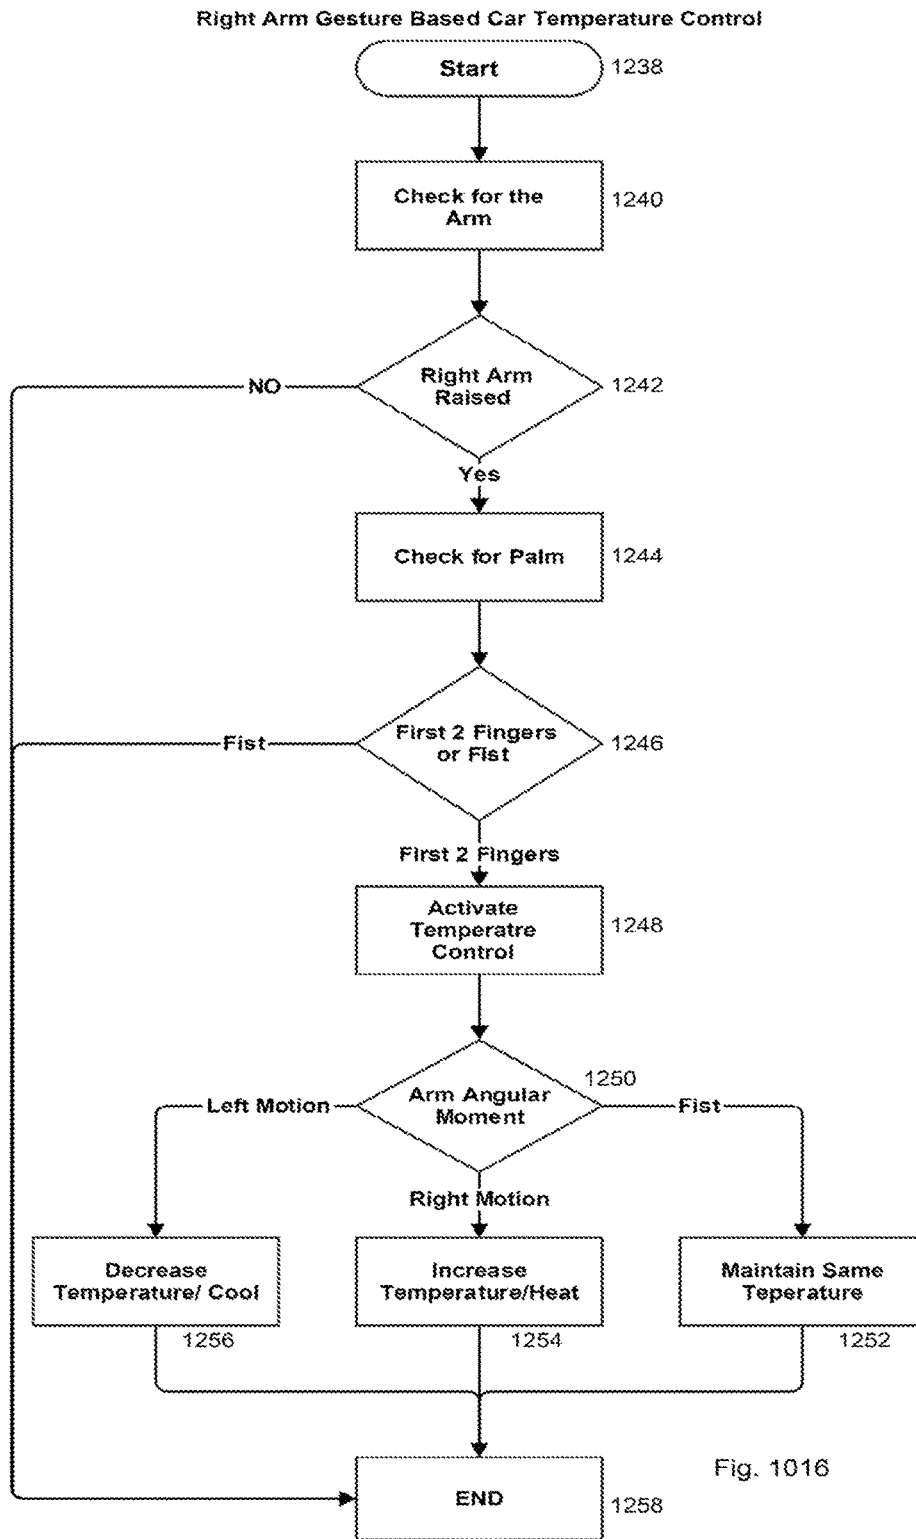 Right Arm Gesture Based Car Temperature Control
Start
1238
Check for the
Arm
1240
Right Arm
Raised
1242
NO
Yes
Check for Palm
1244
First 2 Fingers
or Fist
1246
Fist
First 2 Fingers
Activate
Temperatre
Control
1248
Arm Angular
Moment
1250
Left Motion
Fist
Right Motion
Decrease
Temperature/ Cool
1256
Increase
Temperature/Heat
1254
Maintain Same
Teperature
1252
Fig. 1016
END
1258